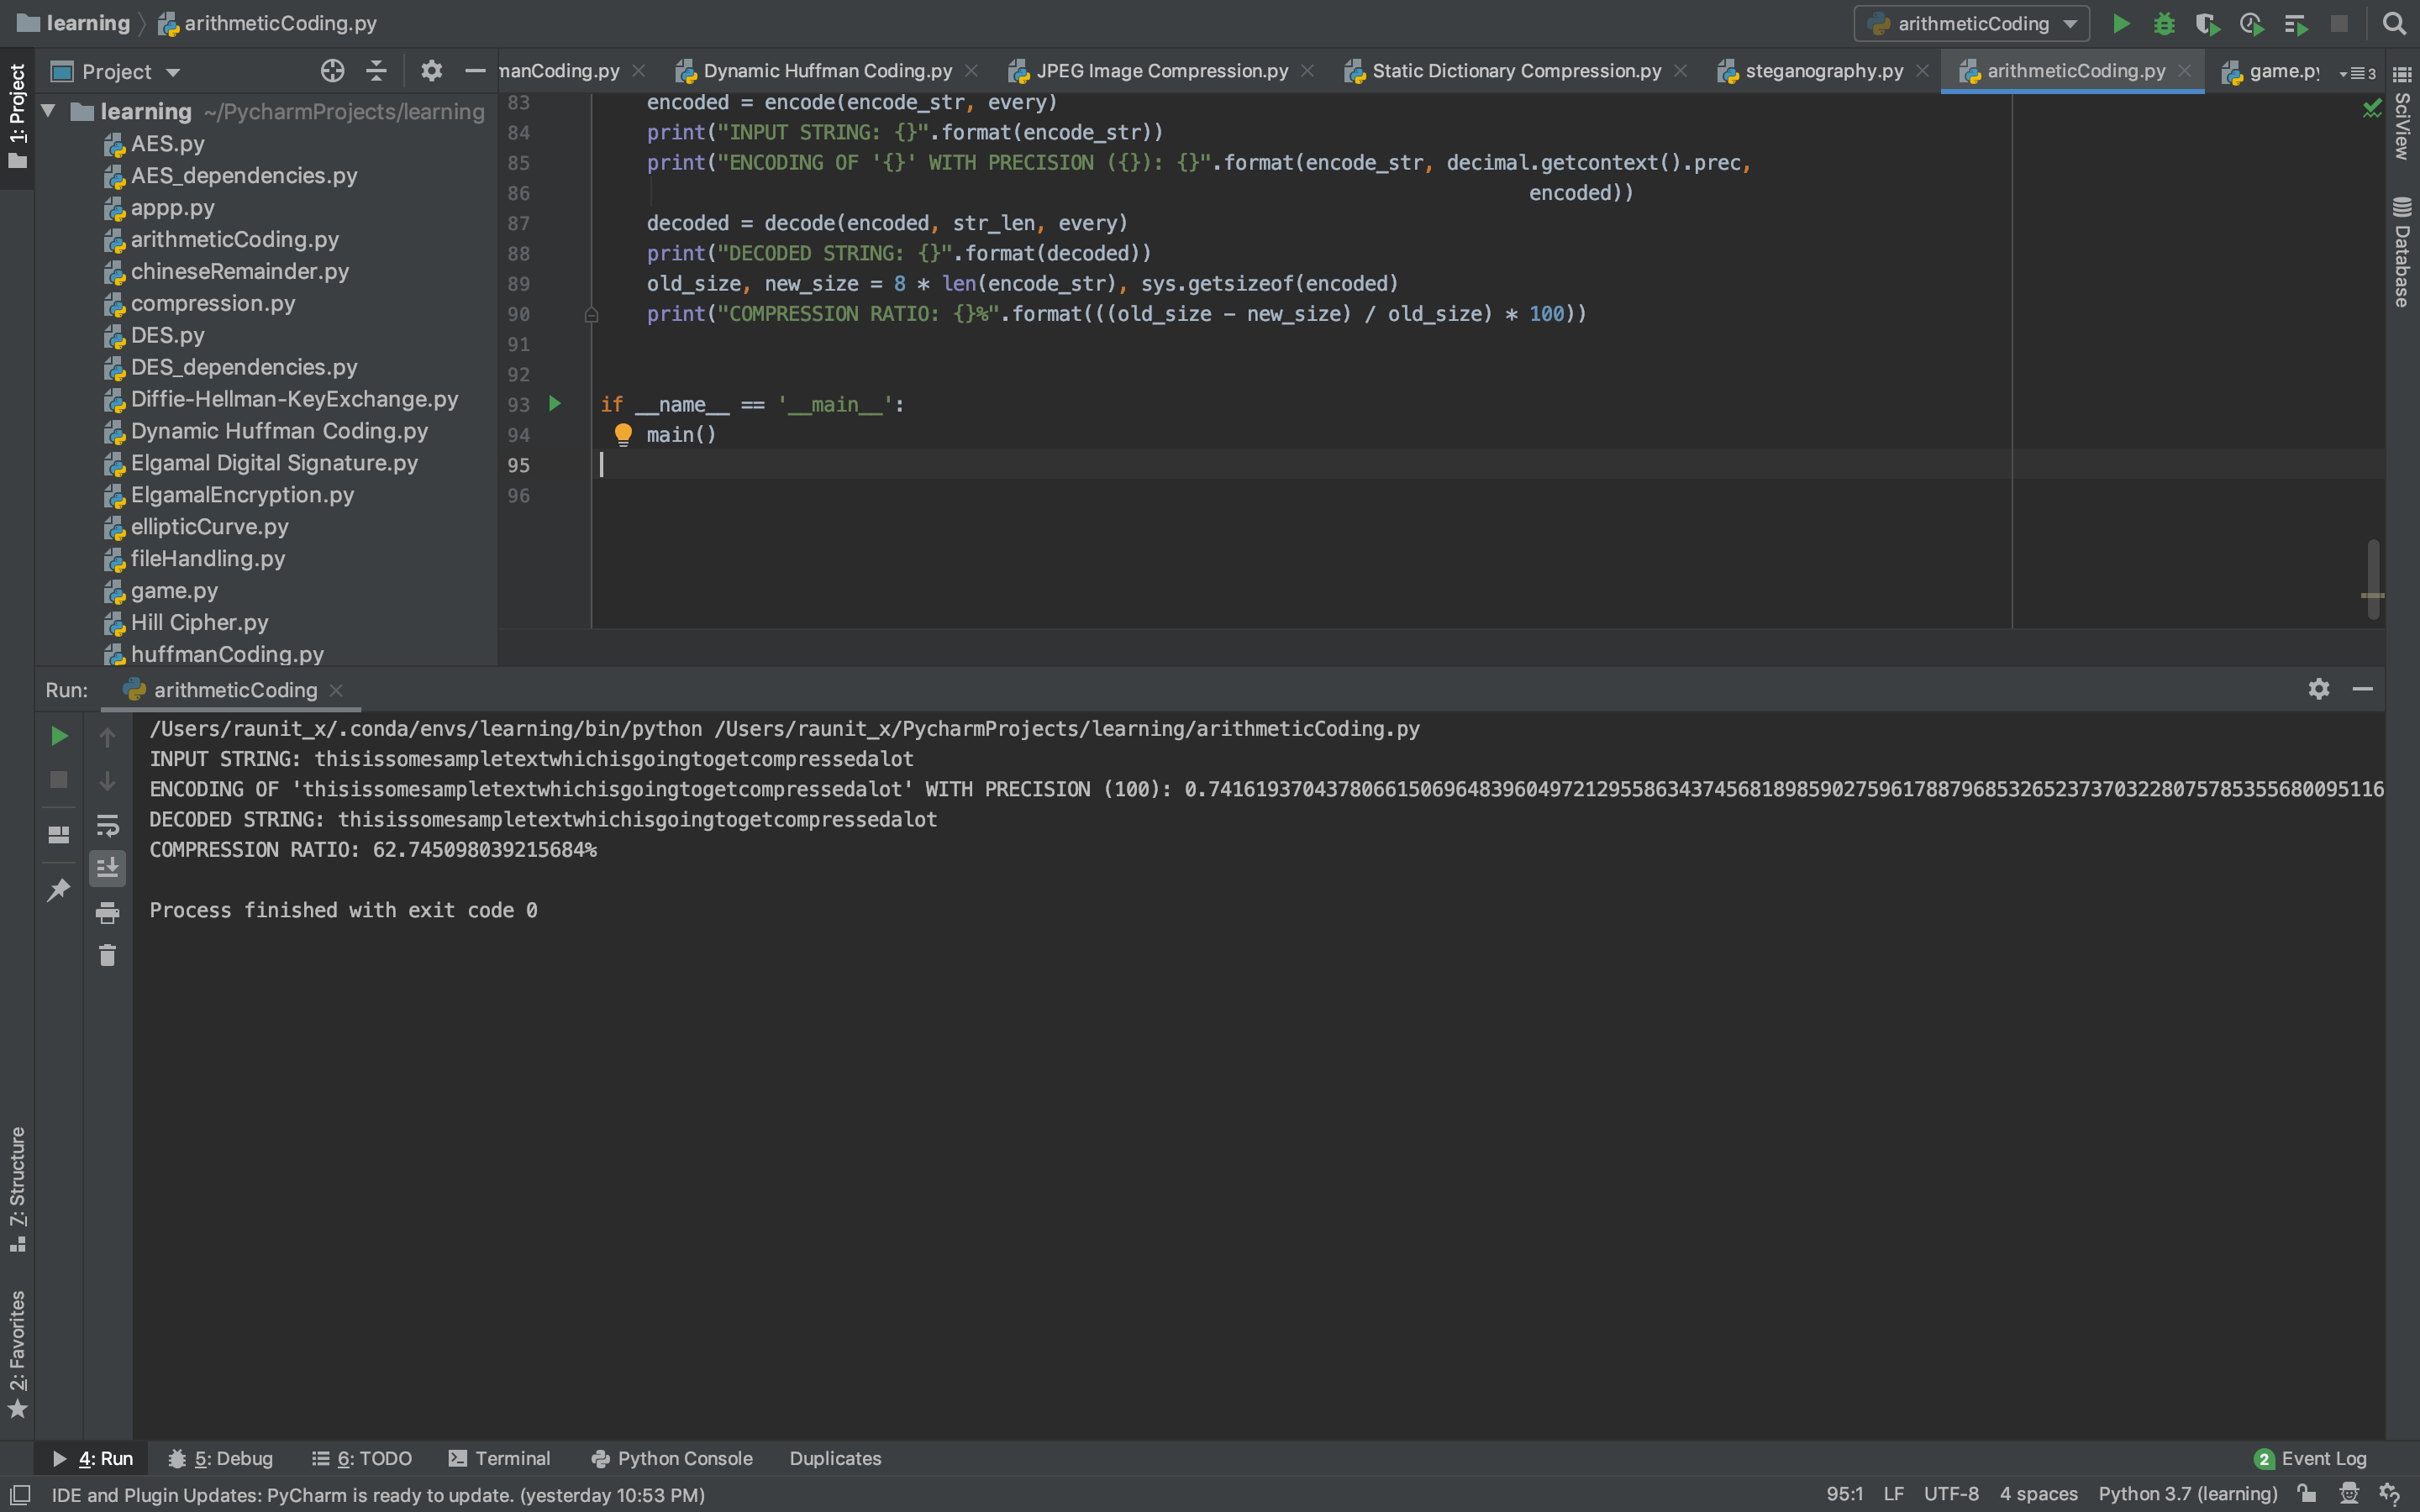 learning arithmeticCoding.py
arithmeticCoding
1: Project
Project
manCoding.py
Dynamic Huffman Coding.py
JPEG Image Compression.py
Static Dictionary Compression.py
steganography.py
arithmeticCoding.py
game.py
3
learning ~/PycharmProjects/learning
AES.py
AES_dependencies.py
appp.py
arithmeticCoding.py
chineseRemainder.py
compression.py
DES.py
DES_dependencies.py
Diffie-Hellman-KeyExchange.py
Dynamic Huffman Coding.py
Elgamal Digital Signature.py
ElgamalEncryption.py
ellipticCurve.py
fileHandling.py
game.py
Hill Cipher.py
huffmanCoding.py
83 encoded = encode(encode_str, every)
84 print("INPUT STRING: {}".format(encode_str))
85 print("ENCODING OF '{}' WITH PRECISION ({}): {}".format(encode_str, decimal.getcontext().prec,
86 encoded))
87 decoded = decode(encoded, str_len, every)
88 print("DECODED STRING: {}".format(decoded))
89 old_size, new_size = 8 * len(encode_str), sys.getsizeof(encoded)
90 print("COMPRESSION RATIO: {}%".format(((old_size - new_size) / old_size) * 100))
91
92
93 if __name__ == '__main__':
94 main()
95
96
SciView
Database
Run: arithmeticCoding
/Users/raunit_x/.conda/envs/learning/bin/python /Users/raunit_x/PycharmProjects/learning/arithmeticCoding.py
INPUT STRING: thisissomesampletextwhichisgoingtogetcompressedalot
ENCODING OF 'thisissomesampletextwhichisgoingtogetcompressedalot' WITH PRECISION (100): 0.7416193704378066150696483960497212955863437456818985902759617887968532652373703228075785355680095116
DECODED STRING: thisissomesampletextwhichisgoingtogetcompressedalot
COMPRESSION RATIO: 62.745098039215684%
Process finished with exit code 0
7: Structure
2: Favorites
4: Run
5: Debug
6: TODO
Terminal
Python Console
Duplicates
2 Event Log
IDE and Plugin Updates: PyCharm is ready to update. (yesterday 10:53 PM)
95:1 LF UTF-8 4 spaces Python 3.7 (learning)